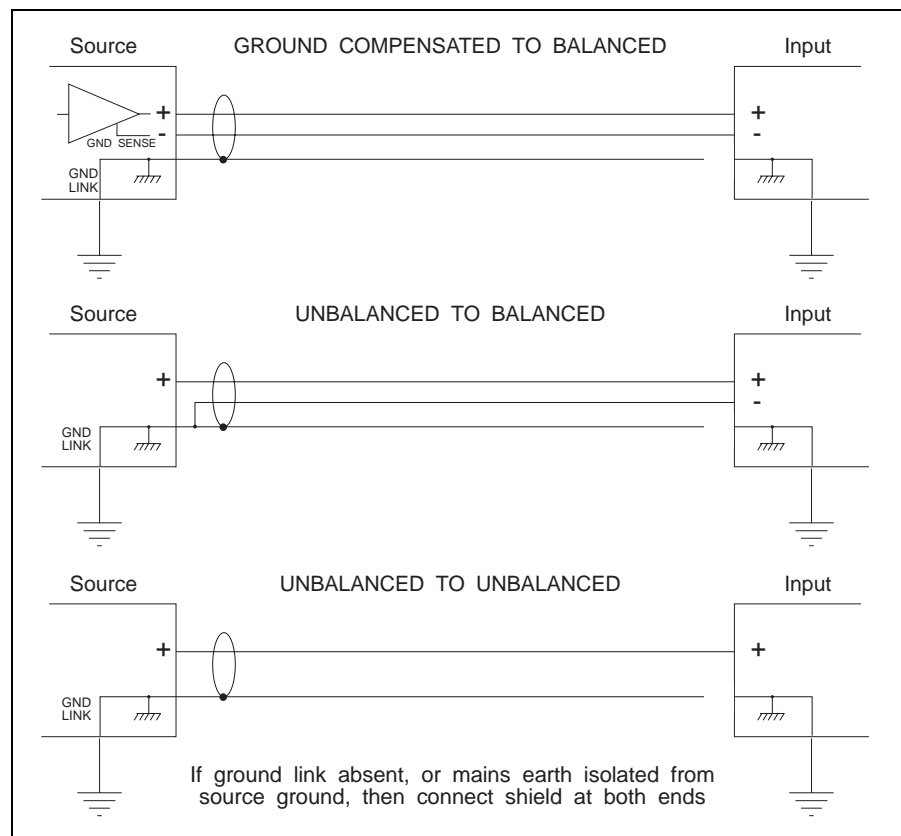 Source GROUND COMPENSATED TO BALANCED Input
+ +
- -
GND SENSE
GND
LINK
Source UNBALANCED TO BALANCED Input
+ +
-
GND
LINK
Source UNBALANCED TO UNBALANCED Input
+ +
GND
LINK
If ground link absent, or mains earth isolated from
source ground, then connect shield at both ends